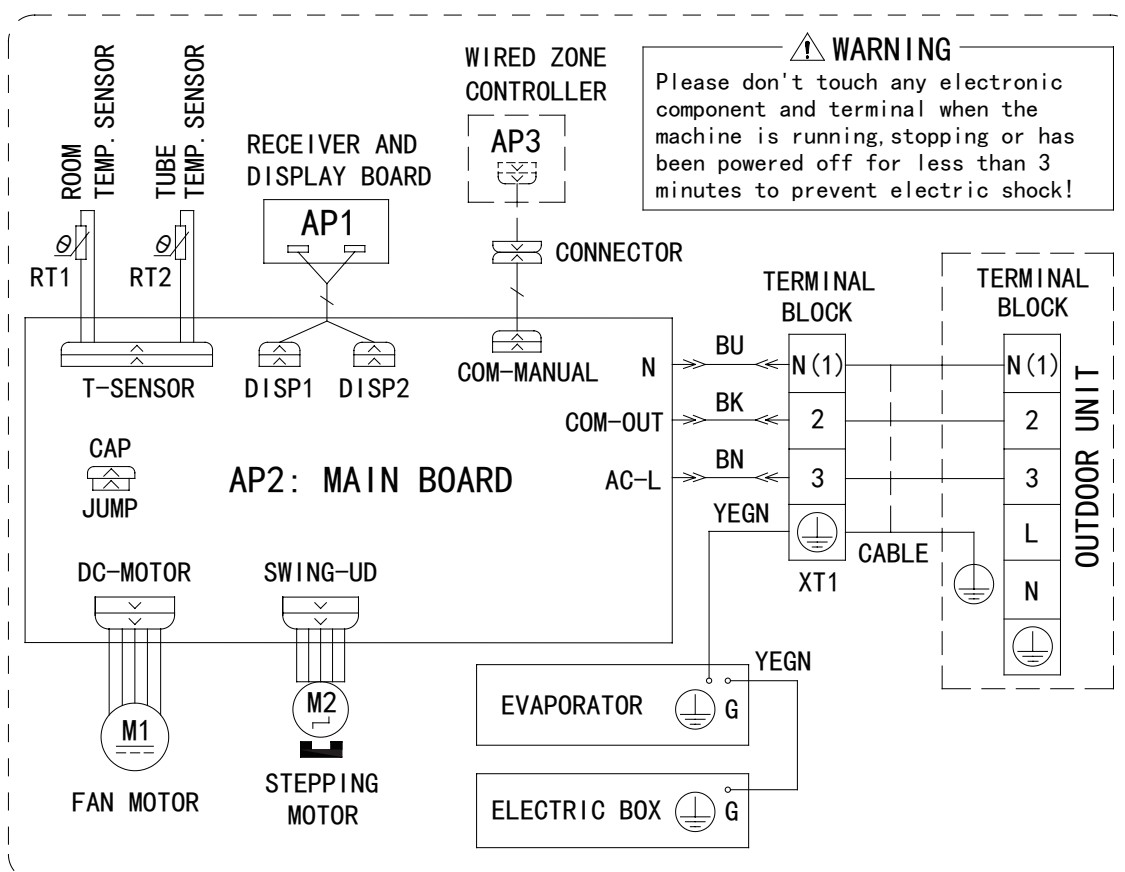 ROOM
TEMP. SENSOR
TUBE
TEMP. SENSOR
RT1
RT2
RECEIVER AND
DISPLAY BOARD
AP1
WIRED ZONE
CONTROLLER
AP3
CONNECTOR
WARNING
Please don't touch any electronic
component and terminal when the
machine is running, stopping or has
been powered off for less than 3
minutes to prevent electric shock!
T-SENSOR
DISP1
DISP2
COM-MANUAL
N
COM-OUT
AC-L
CAP
JUMP
AP2: MAIN BOARD
DC-MOTOR
SWING-UD
BU
BK
BN
YEGN
TERMINAL
BLOCK
N(1)
2
3
XT1
CABLE
TERMINAL
BLOCK
N(1)
2
3
L
N
OUTDOOR UNIT
M1
FAN MOTOR
M2
STEPPING
MOTOR
EVAPORATOR
G
YEGN
ELECTRIC BOX
G